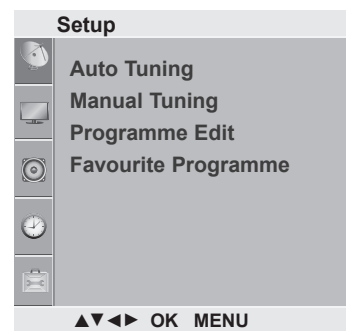 Setup
Auto Tuning
Manual Tuning
Programme Edit
Favourite Programme
▲▼◄► OK MENU